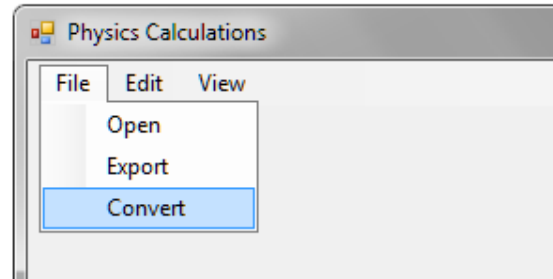 Physics Calculations
File Edit View
Open
Export
Convert